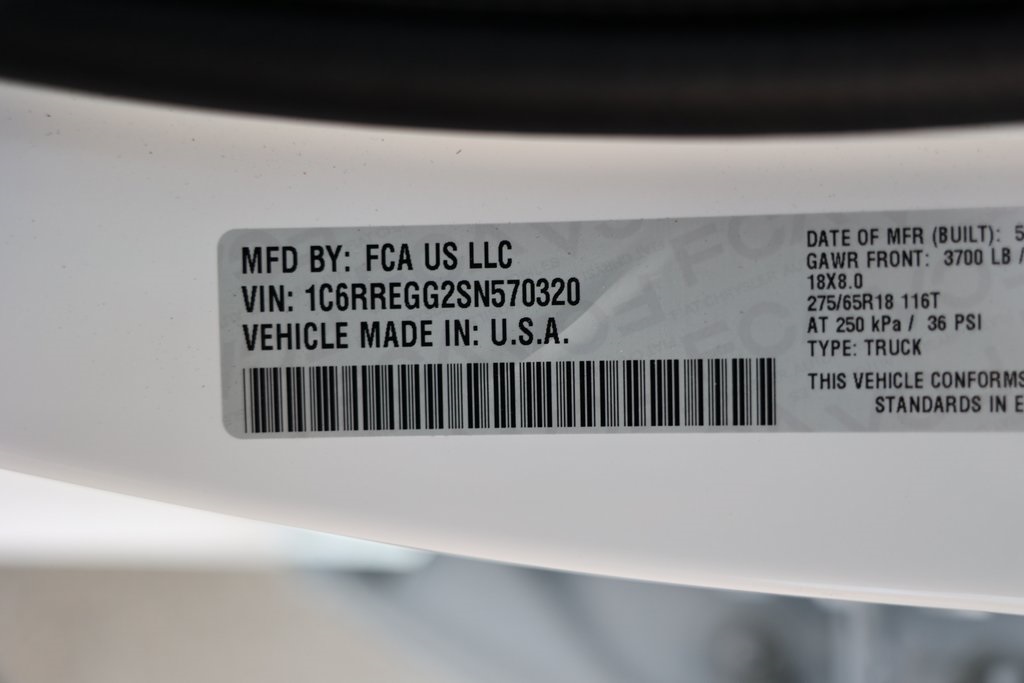 MFD BY: FCA US LLC
VIN: 1C6RREGG2SN570320
VEHICLE MADE IN: U.S.A.
DATE OF MFR (BUILT): 5
GAWR FRONT: 3700 LB /
18X8.0
275/65R18 116T
AT 250 kPa / 36 PSI
TYPE: TRUCK
THIS VEHICLE CONFORMS
STANDARDS IN E